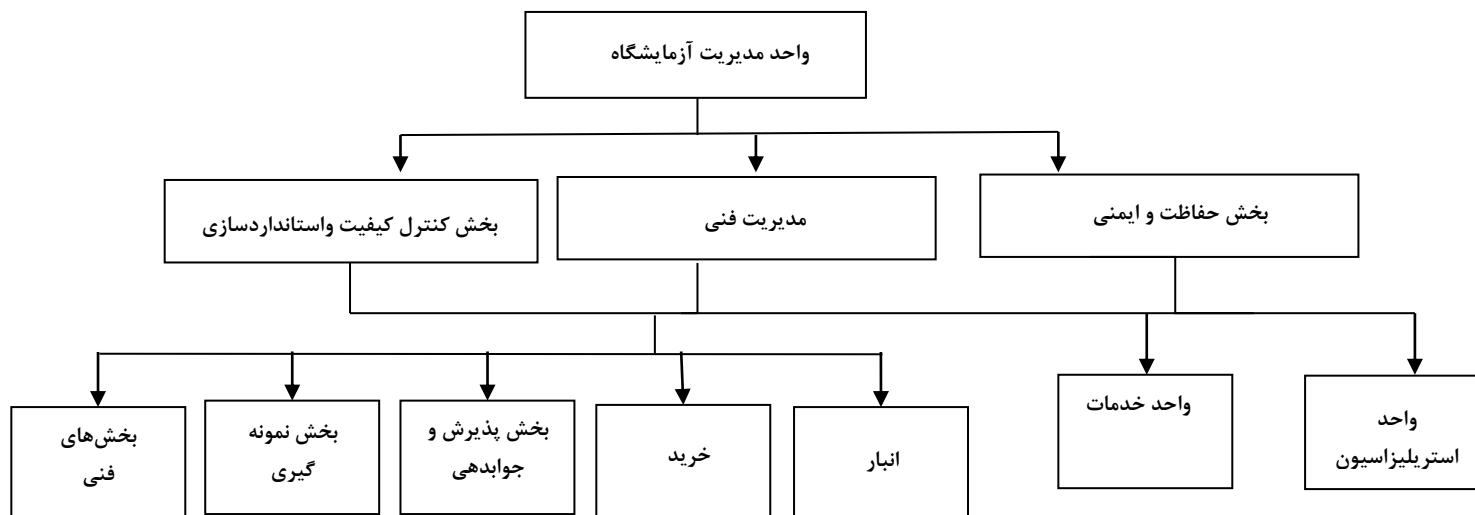 واحد مدیریت آزمایشگاه
بخش حفاظت و ایمنی
مدیریت فنی
بخش کنترل کیفیت واستانداردسازی
واحد
استریلیزاسیون
واحد خدمات
انبار
خرید
بخش پذیرش و
جوابدهی
بخش نمونه
گیری
بخش‌های
فنی